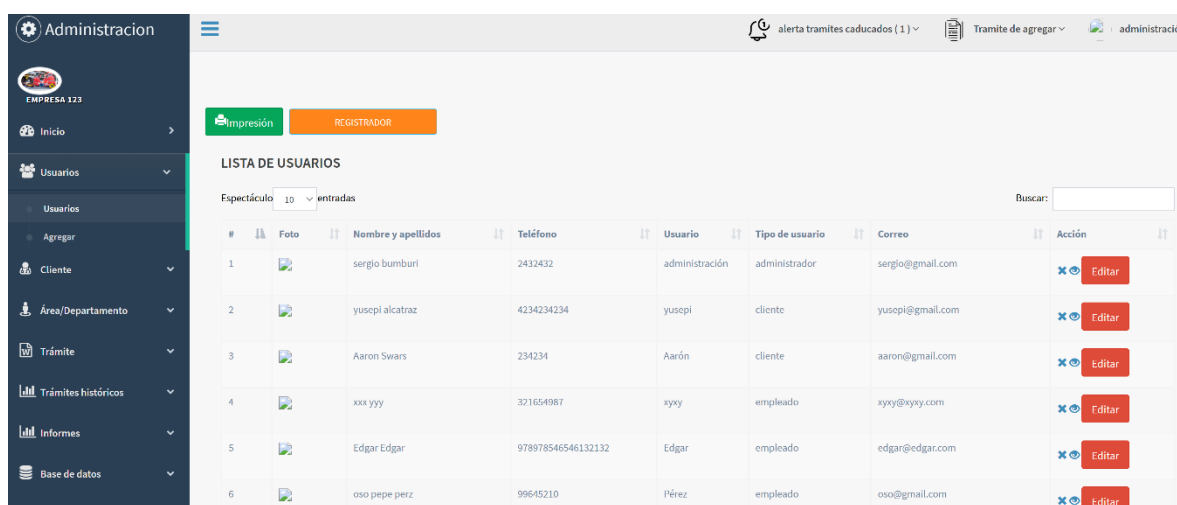 Administracion
alerta tramites caducados ( 1 )
Tramite de agregar
administració
EMPRESA 123
Inicio
Usuarios
Usuarios
Agregar
Cliente
Área/Departamento
Trámite
Trámites históricos
Informes
Base de datos
Impresión
REGISTRADOR
LISTA DE USUARIOS
Espectáculo 10 entradas
Buscar:
# Foto Nombre y apellidos Teléfono Usuario Tipo de usuario Correo Acción
1 sergio bumburi 2432432 administración administrador sergio@gmail.com Editar
2 yusepi alcatraz 4234234234 yusepi cliente yusepi@gmail.com Editar
3 Aaron Swars 234234 Aarón cliente aaron@gmail.com Editar
4 xxx yyy 321654987 xyxy empleado xyxy@xyxy.com Editar
5 Edgar Edgar 978978546546132132 Edgar empleado edgar@edgar.com Editar
6 oso pepe perz 99645210 Pérez empleado oso@gmail.com Editar